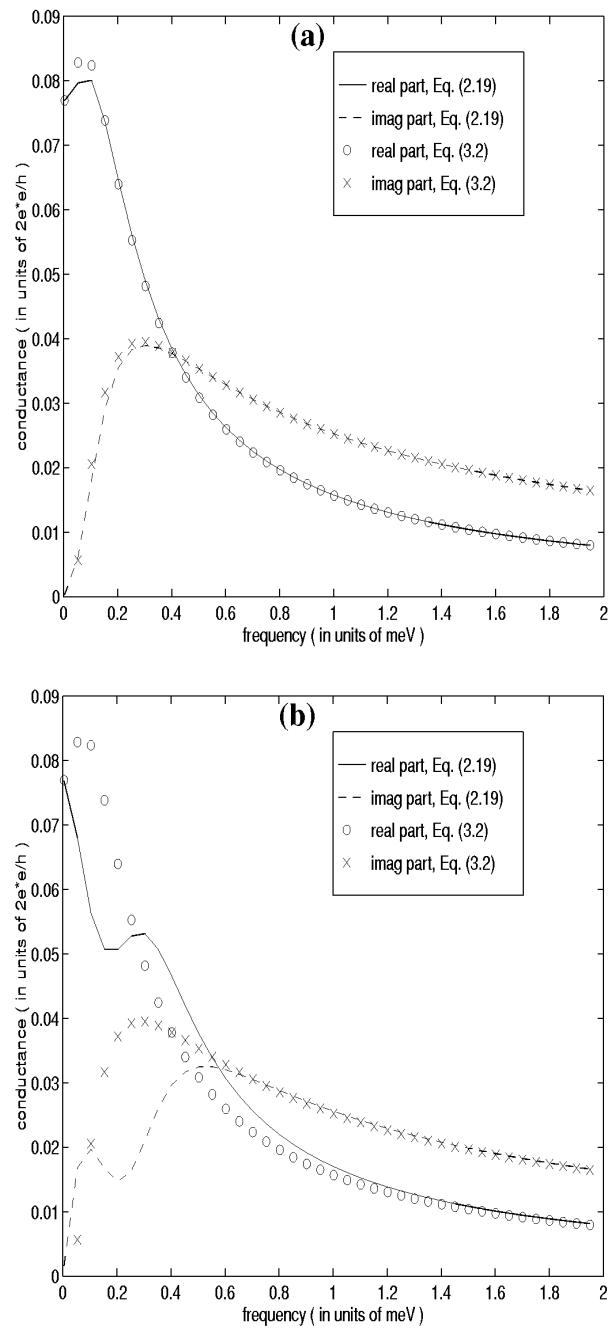 (a)
real part, Eq. (2.19)
imag part, Eq. (2.19)
real part, Eq. (3.2)
imag part, Eq. (3.2)
conductance ( in units of 2e*e/h )
0.09
0.08
0.07
0.06
0.05
0.04
0.03
0.02
0.01
0
0 0.2 0.4 0.6 0.8 1 1.2 1.4 1.6 1.8 2
frequency ( in units of meV )
(b)
real part, Eq. (2.19)
imag part, Eq. (2.19)
real part, Eq. (3.2)
imag part, Eq. (3.2)
conductance ( in units of 2e*e/h )
0.09
0.08
0.07
0.06
0.05
0.04
0.03
0.02
0.01
0
0 0.2 0.4 0.6 0.8 1 1.2 1.4 1.6 1.8 2
frequency ( in units of meV )